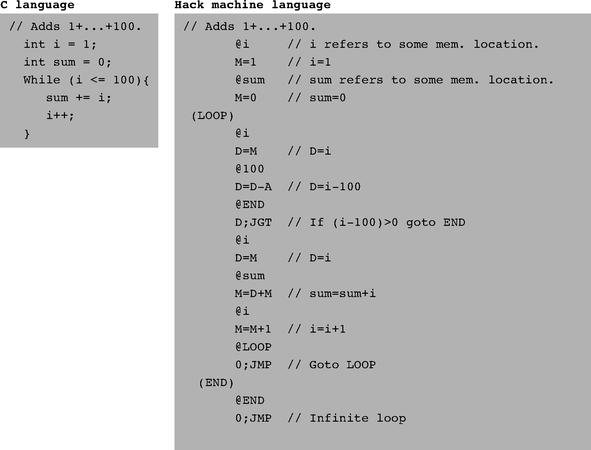 C language
// Adds 1+...+100.
int i = 1;
int sum = 0;
While (i <= 100){
sum += i;
i++;
}
Hack machine language
// Adds 1+...+100.
@i // i refers to some mem. location.
M=1 // i=1
@sum // sum refers to some mem. location.
M=0 // sum=0
(LOOP)
@i
D=M // D=i
@100
D=D-A // D=i-100
@END
D;JGT // If (i-100)>0 goto END
@i
D=M // D=i
@sum
M=D+M // sum=sum+i
@i
M=M+1 // i=i+1
@LOOP
0;JMP // Goto LOOP
(END)
@END
0;JMP // Infinite loop